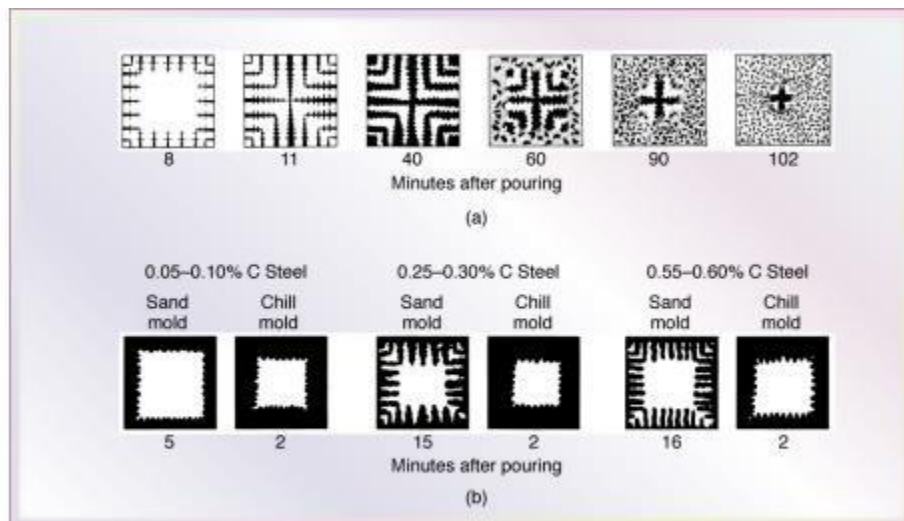 8 11 40 60 90 102
Minutes after pouring
(a)
0.05–0.10% C Steel 0.25–0.30% C Steel 0.55–0.60% C Steel
Sand Chill Sand Chill Sand Chill
mold mold mold mold mold mold
5 2 15 2 16 2
Minutes after pouring
(b)